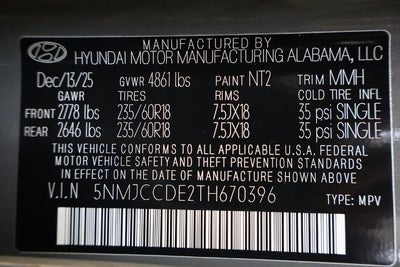 MANUFACTURED BY
HYUNDAI MOTOR MANUFACTURING ALABAMA, LLC
Dec/13/25 GVWR 4861 lbs PAINT NT2 TRIM MMH
GAWR TIRES RIMS COLD TIRE INFL
FRONT 2778 lbs 235/60R18 7.5JX18 35 psi SINGLE
REAR 2646 lbs 235/60R18 7.5JX18 35 psi SINGLE
THIS VEHICLE CONFORMS TO ALL APPLICABLE U.S.A. FEDERAL
MOTOR VEHICLE SAFETY AND THEFT PREVENTION STANDARDS
IN EFFECT ON THE DATE OF MANUFACTURE SHOWN ABOVE.
V.I.N 5NMJCCDE2TH670396 TYPE: MPV